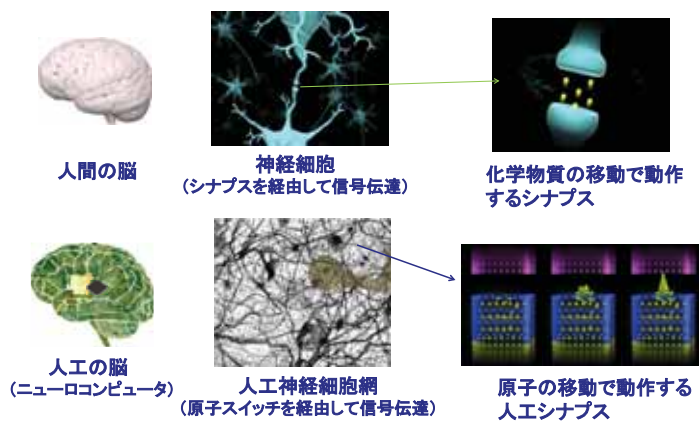 人間の脳
神経細胞
(シナプスを経由して信号伝達)
化学物質の移動で動作
するシナプス
人工の脳
(ニューロコンピュータ)
人工神経細胞網
(原子スイッチを経由して信号伝達)
原子の移動で動作する
人工シナプス